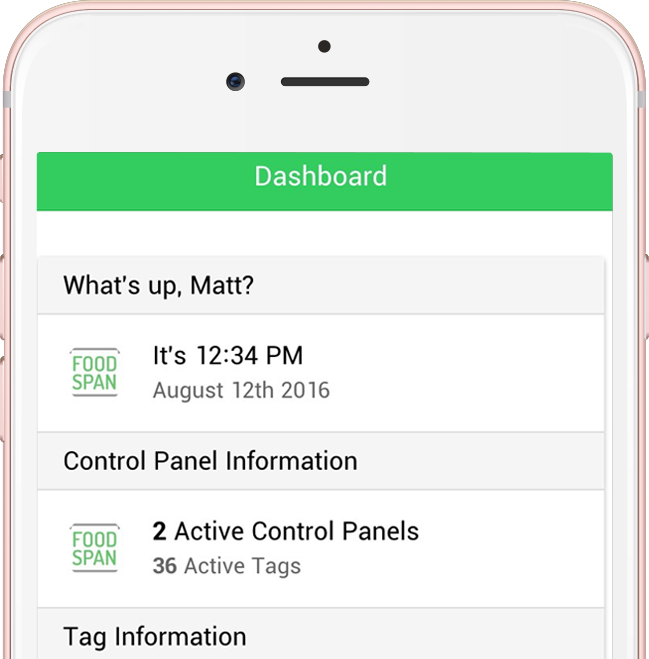 Dashboard
What's up, Matt?
FOOD
SPAN
It's 12:34 PM
August 12th 2016
Control Panel Information
FOOD
SPAN
2 Active Control Panels
36 Active Tags
Tag Information